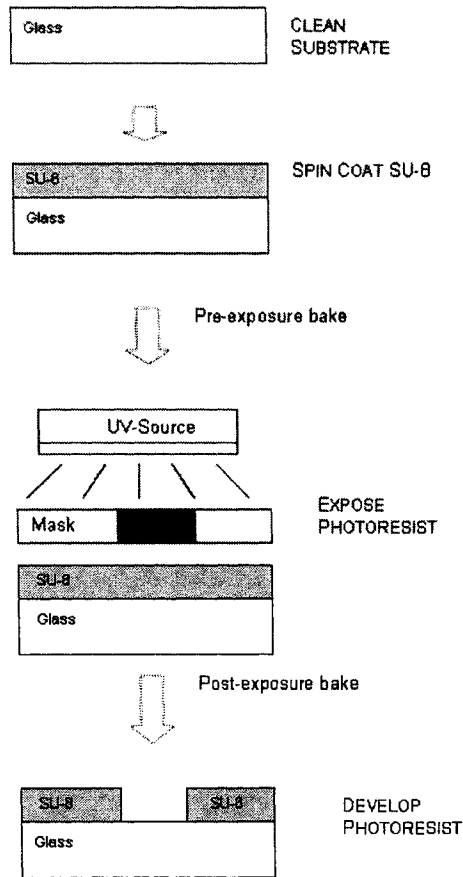 Glass
CLEAN
SUBSTRATE
SU-8
SPIN COAT SU-8
Glass
Pre-exposure bake
UV-Source
Mask
EXPOSE
PHOTORESIST
SU-8
Glass
Post-exposure bake
SU-8 SU-8
DEVELOP
PHOTORESIST
Glass